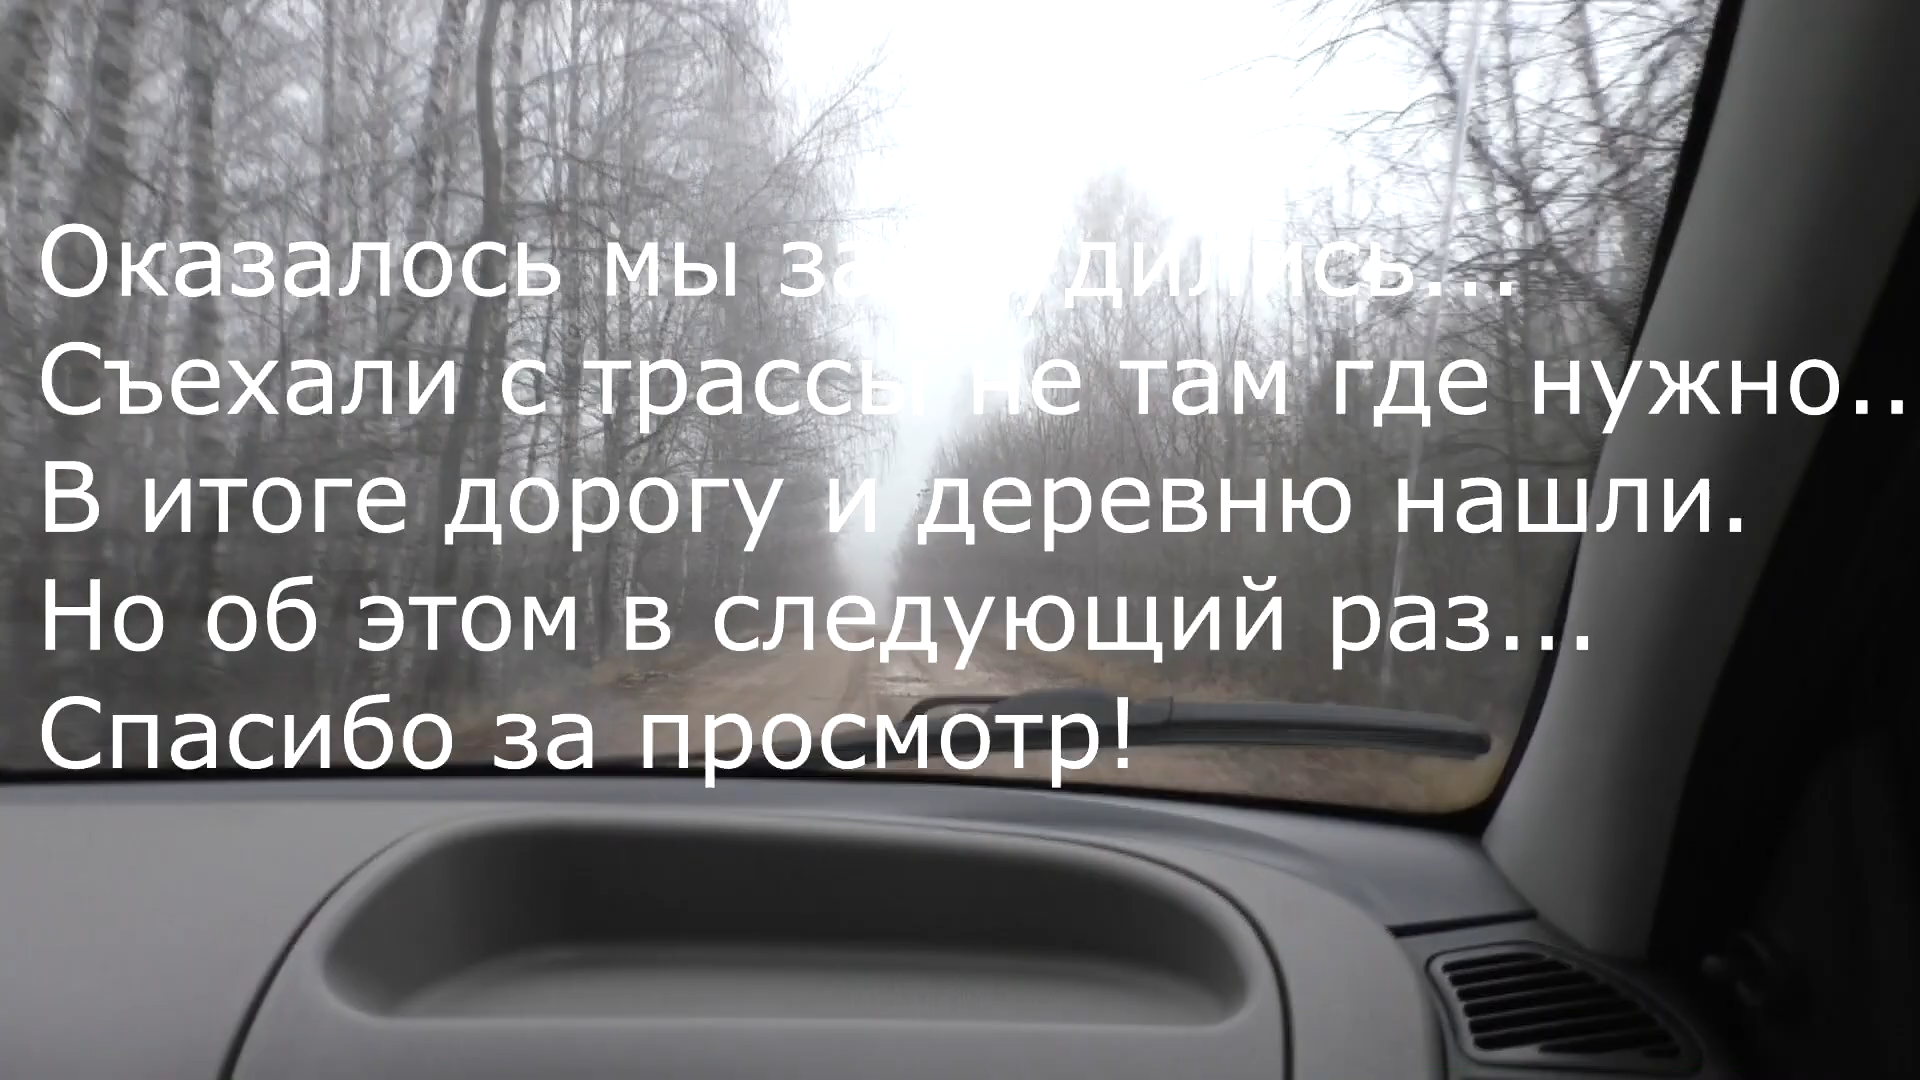 Оказалось мы заблудились...
Съехали с трассы не там где нужно..
В итоге дорогу и деревню нашли.
Но об этом в следующий раз...
Спасибо за просмотр!